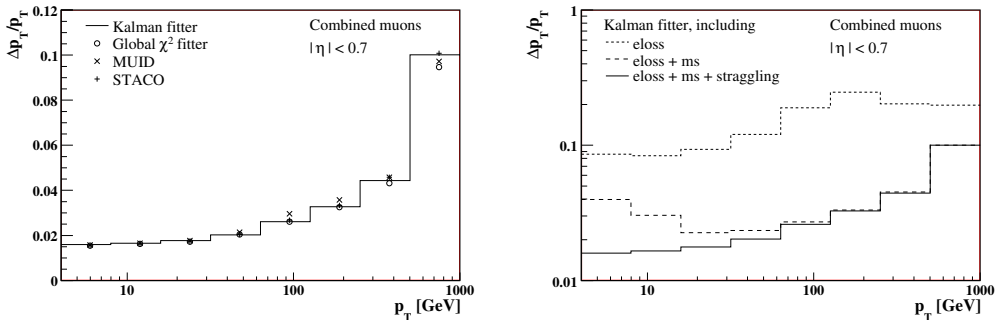 Δp_T/p_T
0.12
0.1
0.08
0.06
0.04
0.02
0
Kalman fitter
Global χ² fitter
MUID
STACO
Combined muons
|η| < 0.7
10
100
1000
p_T [GeV]
Δp_T/p_T
1
0.1
0.01
Kalman fitter, including
eloss
eloss + ms
eloss + ms + straggling
Combined muons
|η| < 0.7
10
100
1000
p_T [GeV]